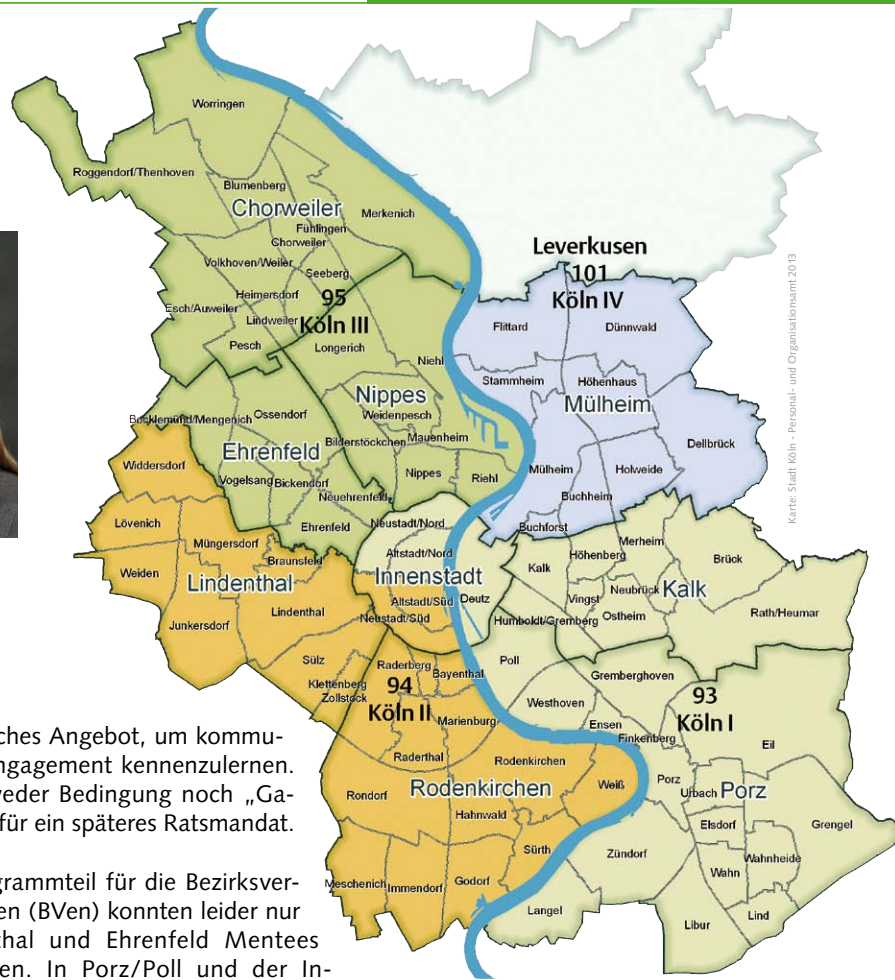 Worringen
Roggendorf/Thenhoven
Blumenberg
Chorweiler
Merkenich
Fühlingen
Chorweiler
Volkhoven/Weiler
Seeberg
Leverkusen
101
Köln IV
Heimersdorf
95
Köln III
Esch/Auweiler
Lindweiler
Pesch
Longerich
Niehl
Flittard
Dünnwald
Stammheim
Höhenhaus
Mülheim
Nippes
Weidenpesch
Bocklemünd/Mengenich
Ossendorf
Bilderstöckchen
Mauenheim
Ehrenfeld
Dellbrück
Widdersdorf
Vogelsang
Bickendorf
Nippes
Riehl
Mülheim
Holweide
Neuehrenfeld
Buchheim
Lövenich
Ehrenfeld
Neustadt/Nord
Buchforst
Müngersdorf
Altstadt/Nord
Merheim
Höhenberg
Brück
Braunsfeld
Kalk
Weiden
Lindenthal
Innenstadt
Neubrück
Kalk
Vingst
Altstadt/Süd
Deutz
Lindenthal
Neustadt/Süd
Humboldt/Gremberg
Ostheim
Rath/Heumar
Junkersdorf
Sülz
Raderberg
Bayenthal
Poll
Gremberghoven
Klettenberg
Zollstock
94
Köln II
Marienburg
Westhoven
93
Köln I
Ensen
Finkenberg
Eil
Raderthal
Rodenkirchen
Rondorf
Rodenkirchen
Weiß
Porz
Urbach
Porz
Hahnwald
Elsdorf
Grengel
Sürth
Zündorf
Wahn
Wahnheide
Meschenich
Immendorf
Godorf
Langel
Libur
Lind
Karte: Stadt Köln - Personal- und Organisationsamt 2013
ches Angebot, um kommu-
ngagement kennenzulernen.
weder Bedingung noch „Ga-
für ein späteres Ratsmandat.
grammteil für die Bezirksver-
en (BVen) konnten leider nur
thal und Ehrenfeld Mentees
en. In Porz/Poll und der In-